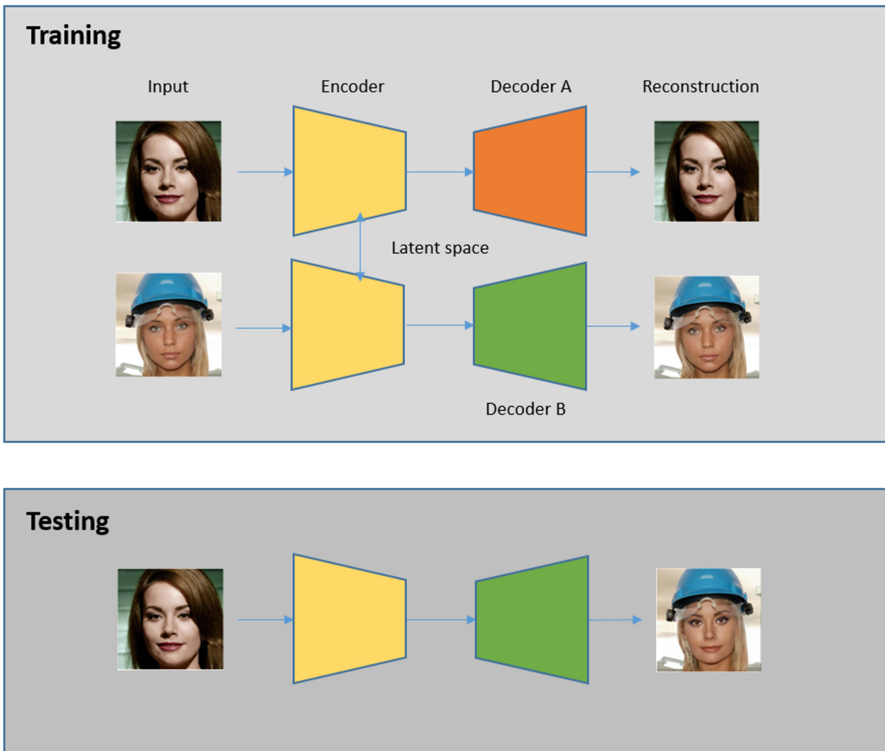 Training
Input
Encoder
Decoder A
Reconstruction
Latent space
Decoder B
Testing